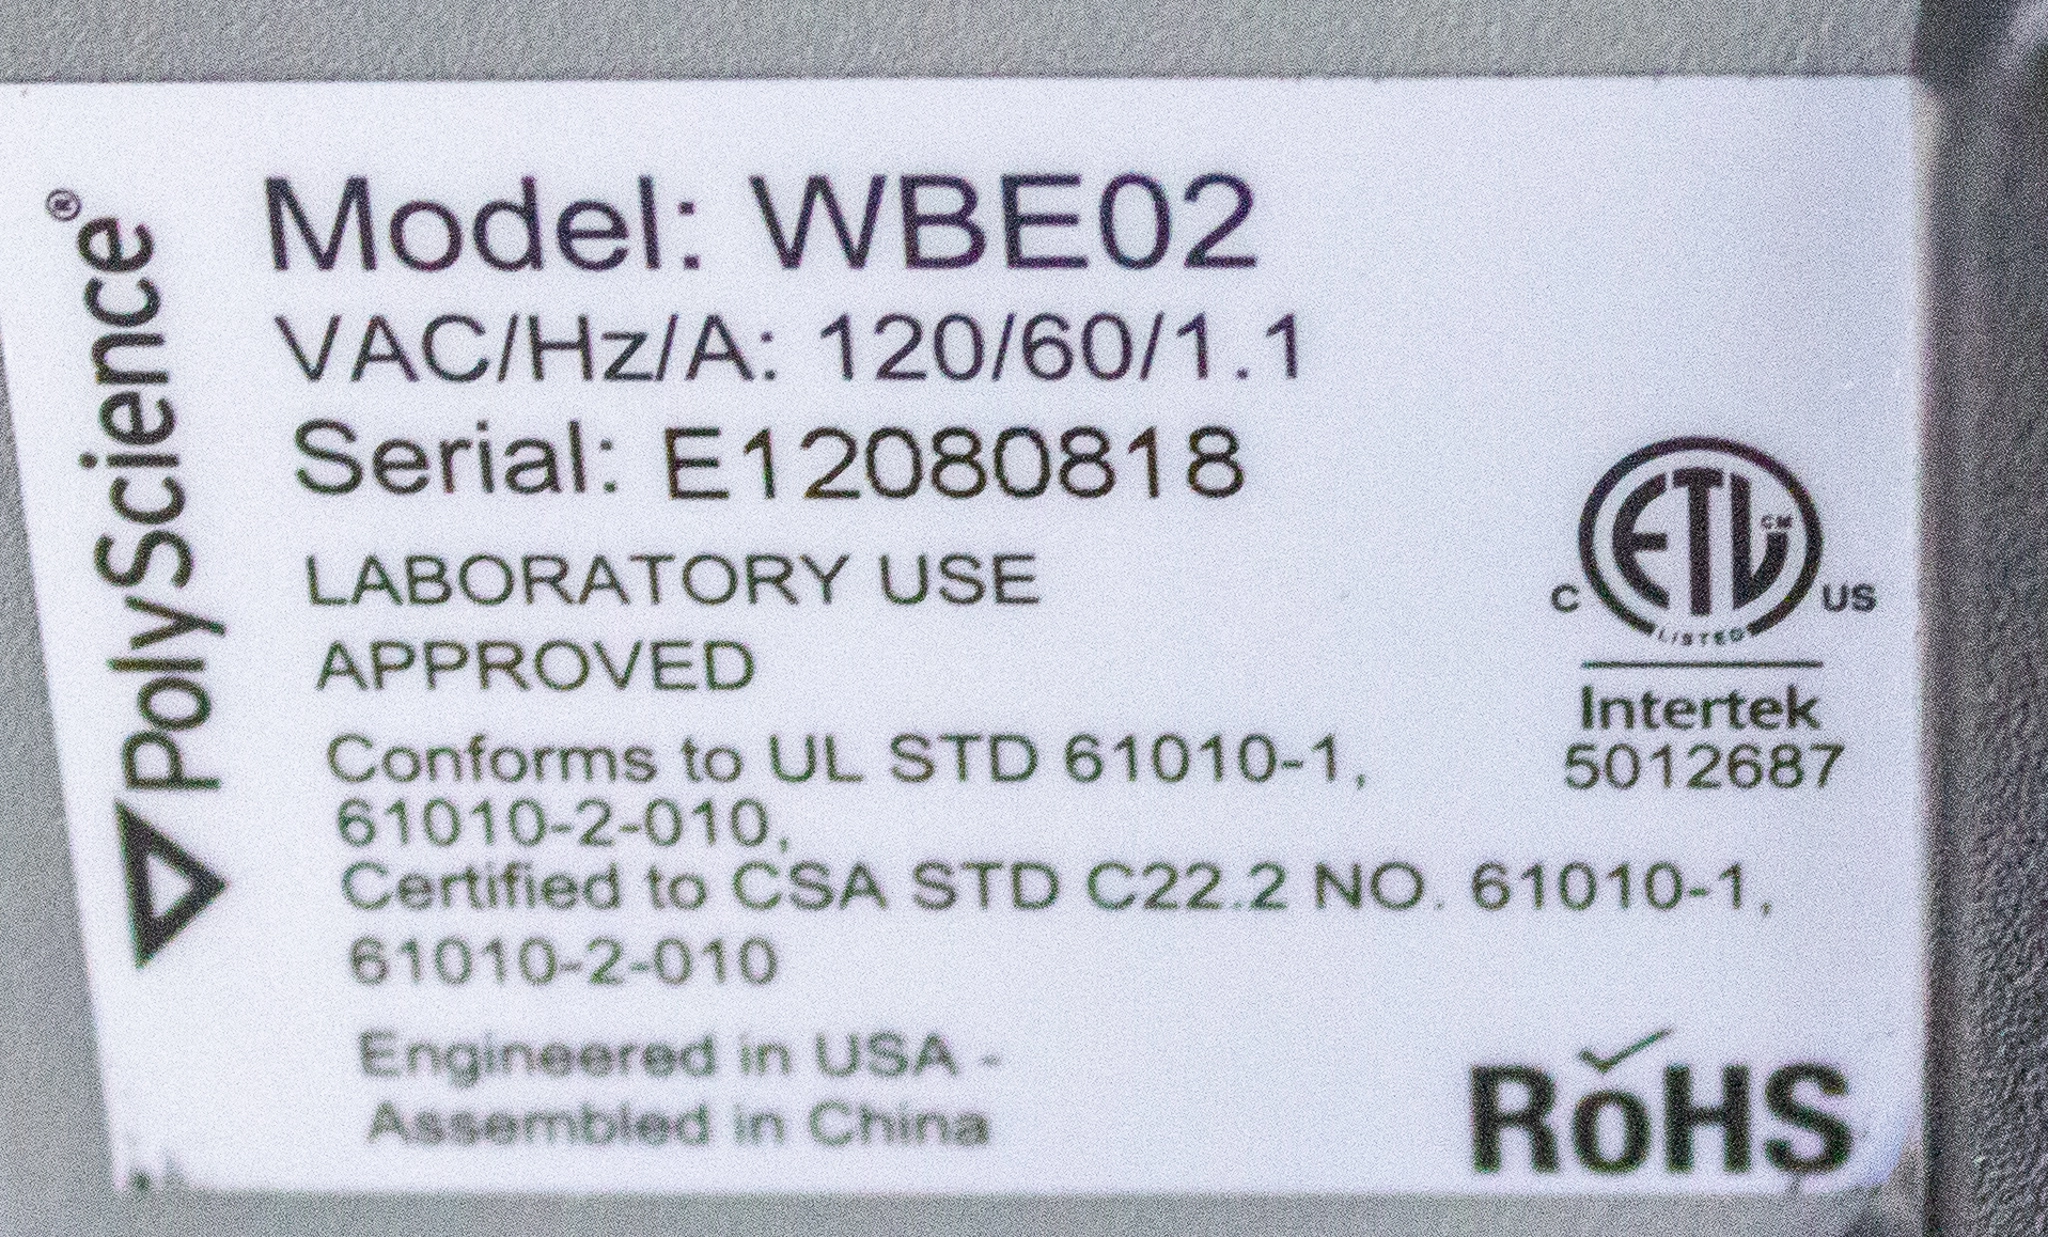 PolyScience®
Model: WBE02
VAC/Hz/A: 120/60/1.1
Serial: E12080818
LABORATORY USE
APPROVED
Conforms to UL STD 61010-1,
61010-2-010,
Certified to CSA STD C22.2 NO. 61010-1,
61010-2-010
Engineered in USA -
Assembled in China
ETL CM
C US
LISTED
Intertek
5012687
RoHS